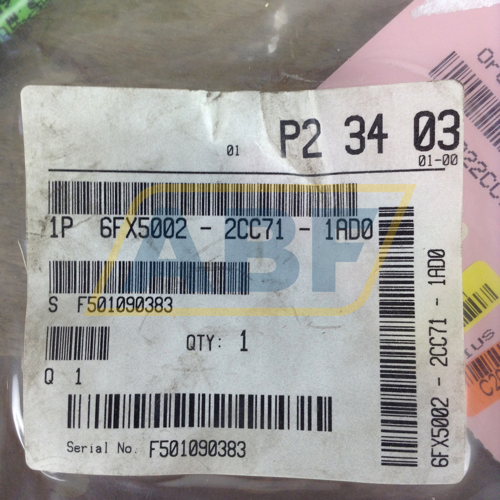 01 P2 34 03
01-00
1P 6FX5002 - 2CC71 - 1AD0
S F501090383
QTY: 1
Q 1
Serial No. F501090383
6FX5002 - 2CC71 - 1AD0
ABF